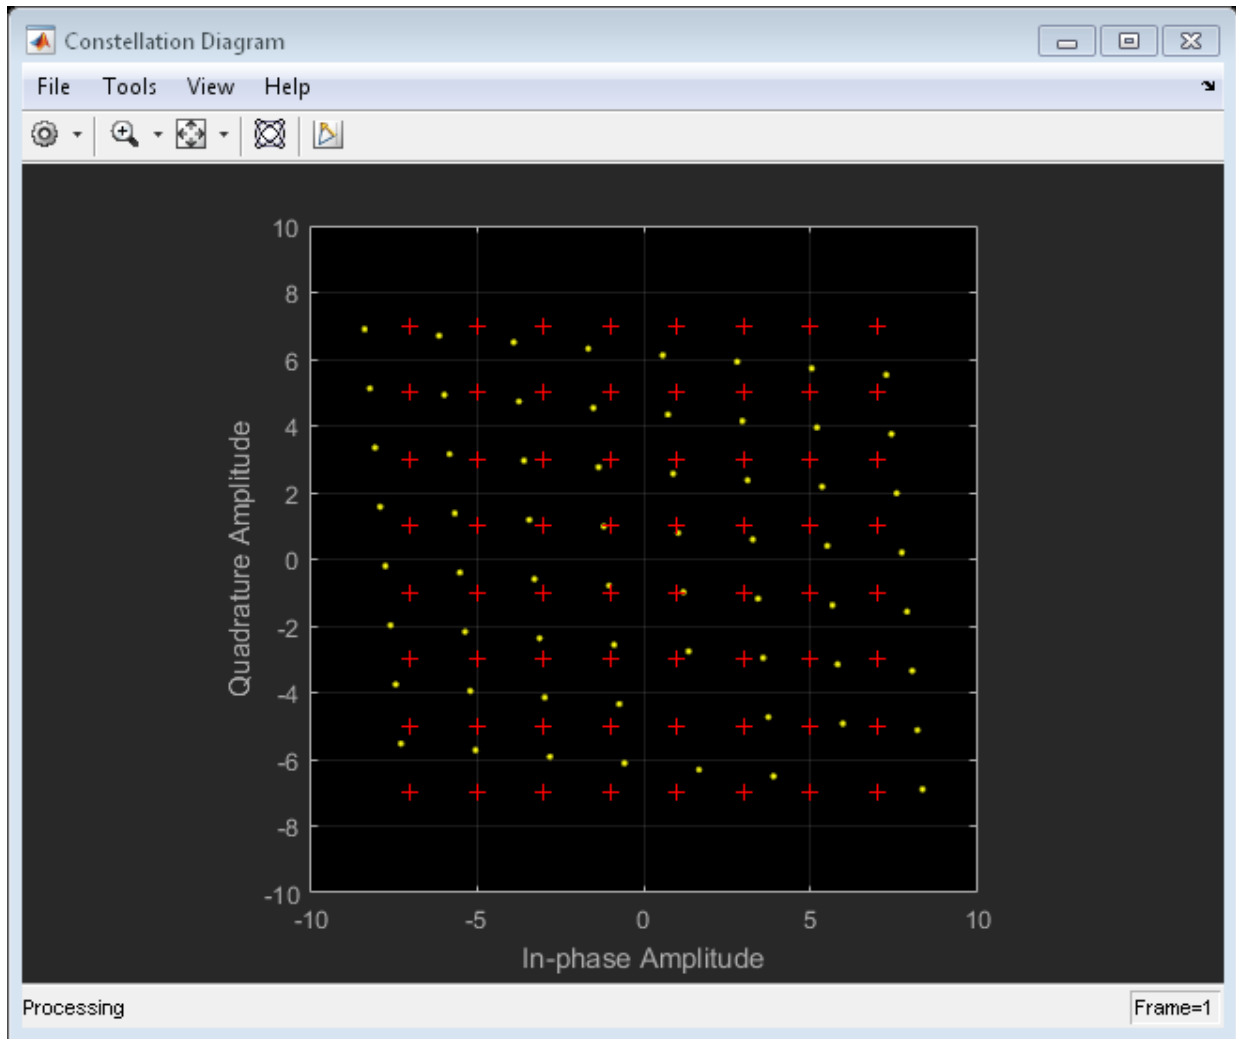 Constellation Diagram
File Tools View Help
10
8
6
4
2
0
-2
-4
-6
-8
-10
Quadrature Amplitude
-10 -5 0 5 10
In-phase Amplitude
Processing Frame=1